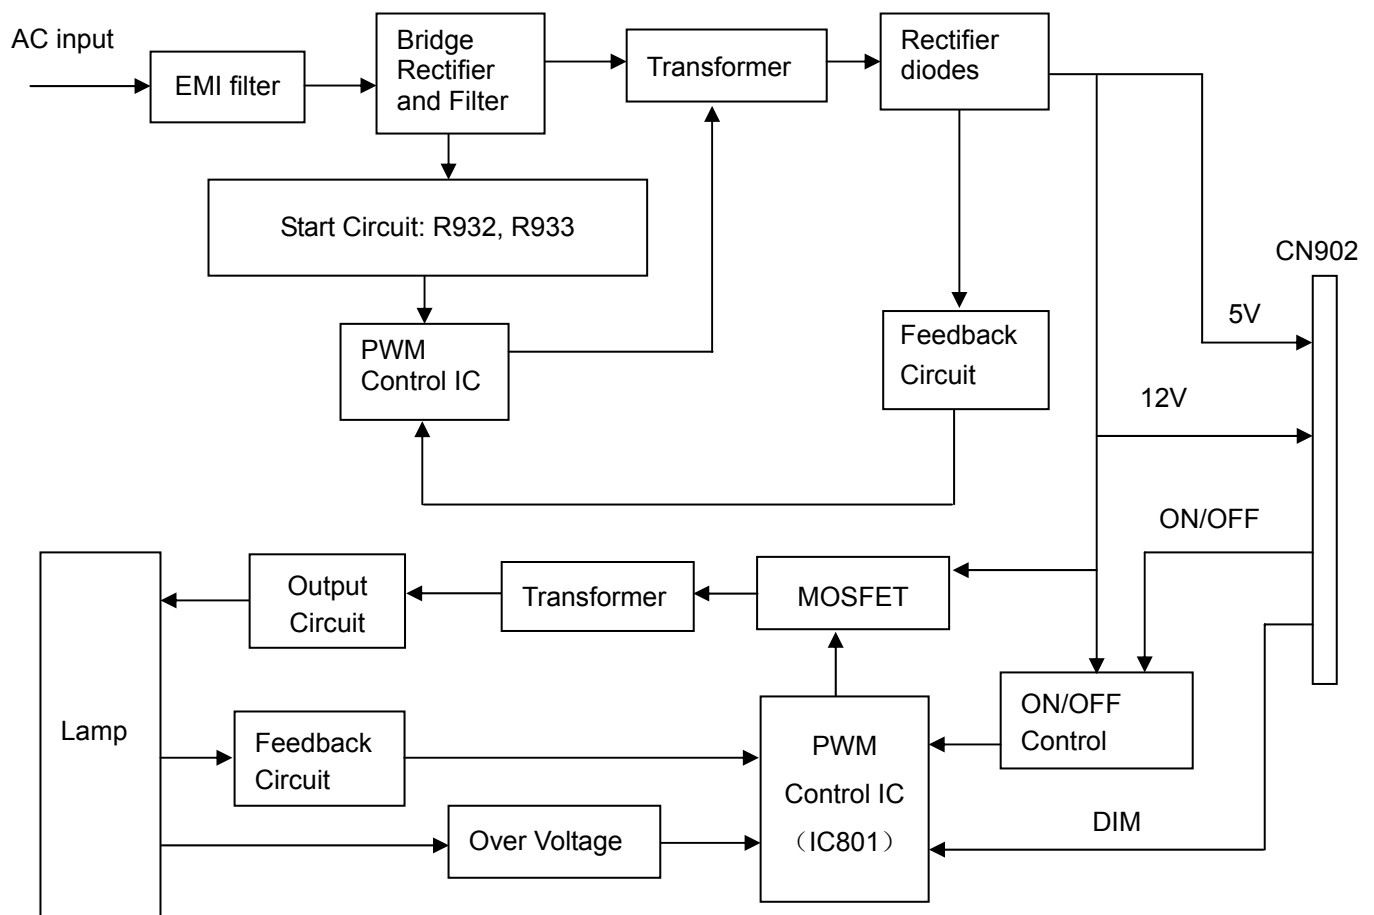 AC input
EMI filter
Bridge
Rectifier
and Filter
Transformer
Rectifier
diodes
Start Circuit: R932, R933
CN902
PWM
Control IC
Feedback
Circuit
5V
12V
ON/OFF
Output
Circuit
Transformer
MOSFET
Lamp
Feedback
Circuit
PWM
Control IC
（IC801）
ON/OFF
Control
Over Voltage
DIM